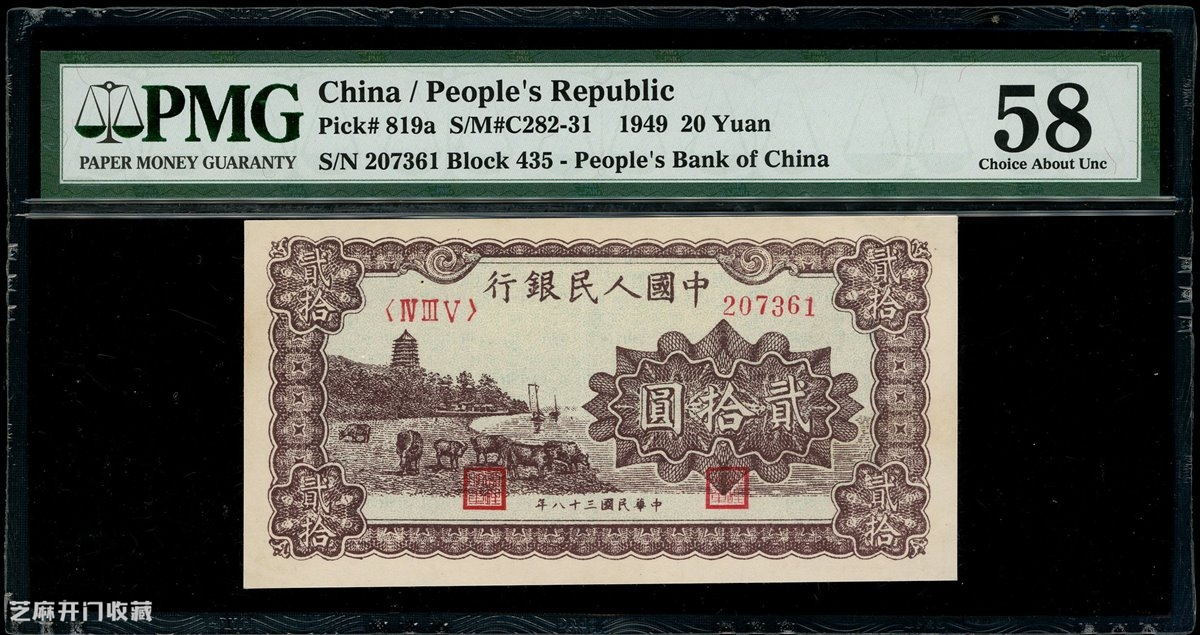 PMG
PAPER MONEY GUARANTY
China / People's Republic
Pick# 819a S/M#C282-31 1949 20 Yuan
S/N 207361 Block 435 - People's Bank of China
58
Choice About Unc
行銀民人國中
〈ⅣⅢⅤ〉
207361
貳拾
貳拾
圓拾貳
貳拾
貳拾
年八十三國民華中
芝麻开门收藏